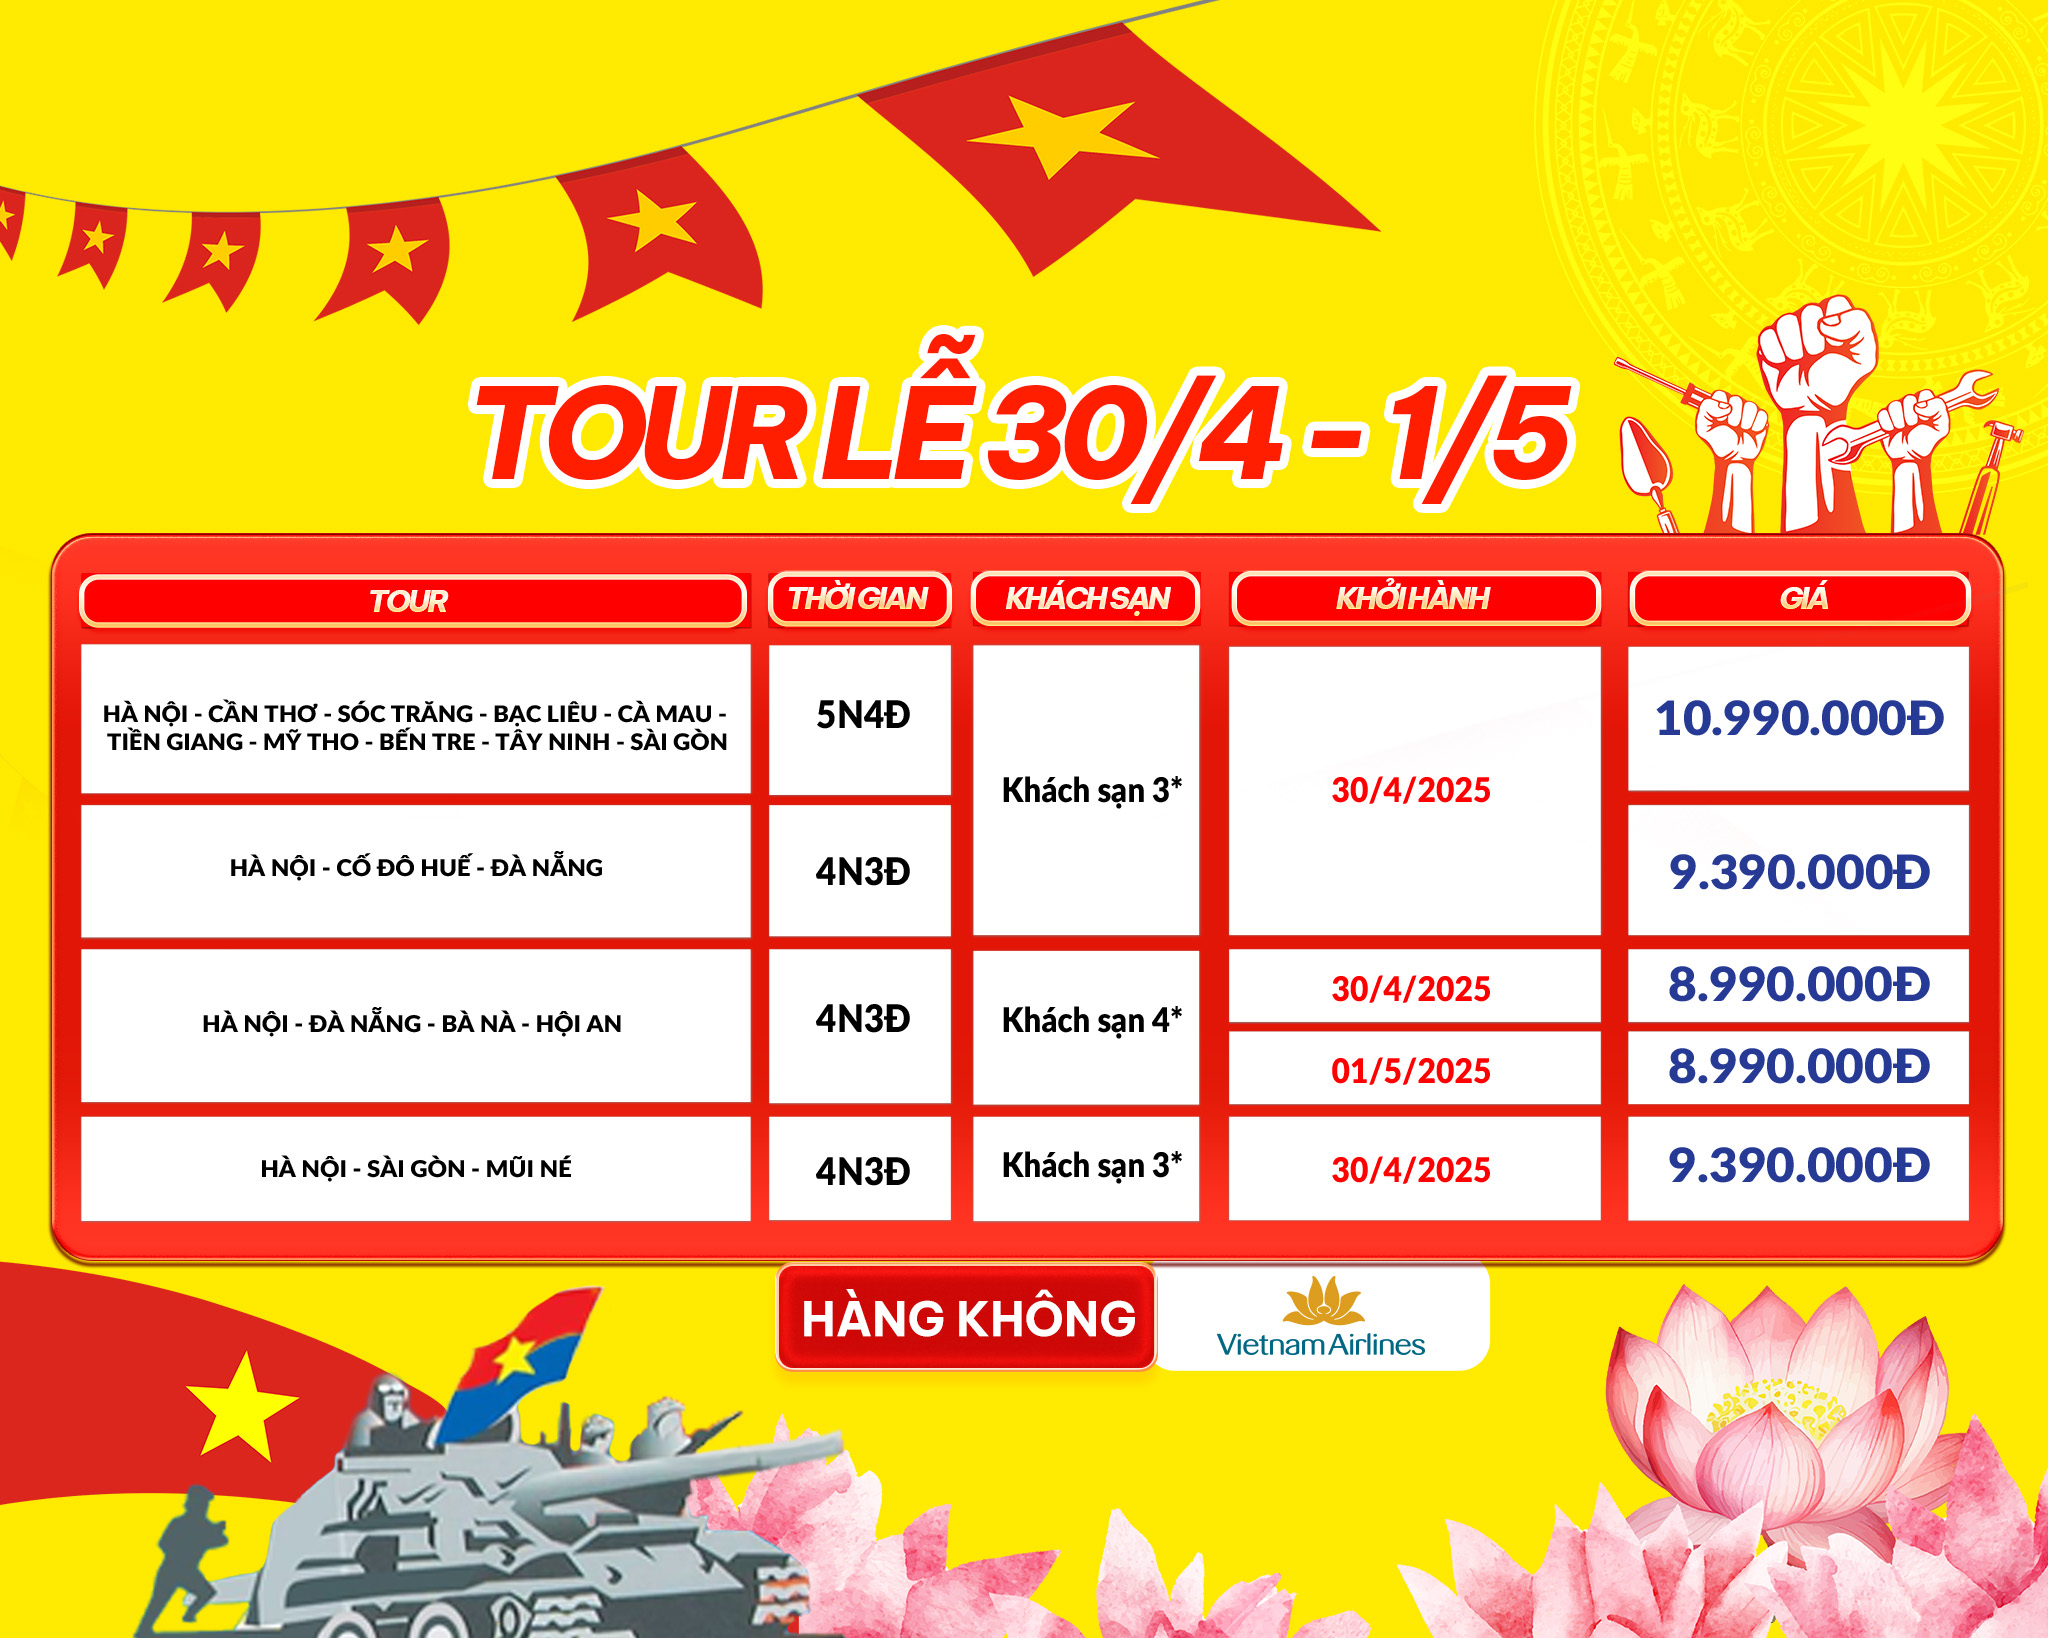 TOUR LỄ 30/4 - 1/5
TOUR
THỜI GIAN
KHÁCH SẠN
KHỞI HÀNH
GIÁ
HÀ NỘI - CẦN THƠ - SÓC TRĂNG - BẠC LIÊU - CÀ MAU -
TIỀN GIANG - MỸ THO - BẾN TRE - TÂY NINH - SÀI GÒN
5N4Đ
Khách sạn 3*
30/4/2025
10.990.000Đ
HÀ NỘI - CỐ ĐÔ HUẾ - ĐÀ NẴNG
4N3Đ
9.390.000Đ
HÀ NỘI - ĐÀ NẴNG - BÀ NÀ - HỘI AN
4N3Đ
Khách sạn 4*
30/4/2025
8.990.000Đ
01/5/2025
8.990.000Đ
HÀ NỘI - SÀI GÒN - MŨI NÉ
4N3Đ
Khách sạn 3*
30/4/2025
9.390.000Đ
HÀNG KHÔNG
Vietnam Airlines